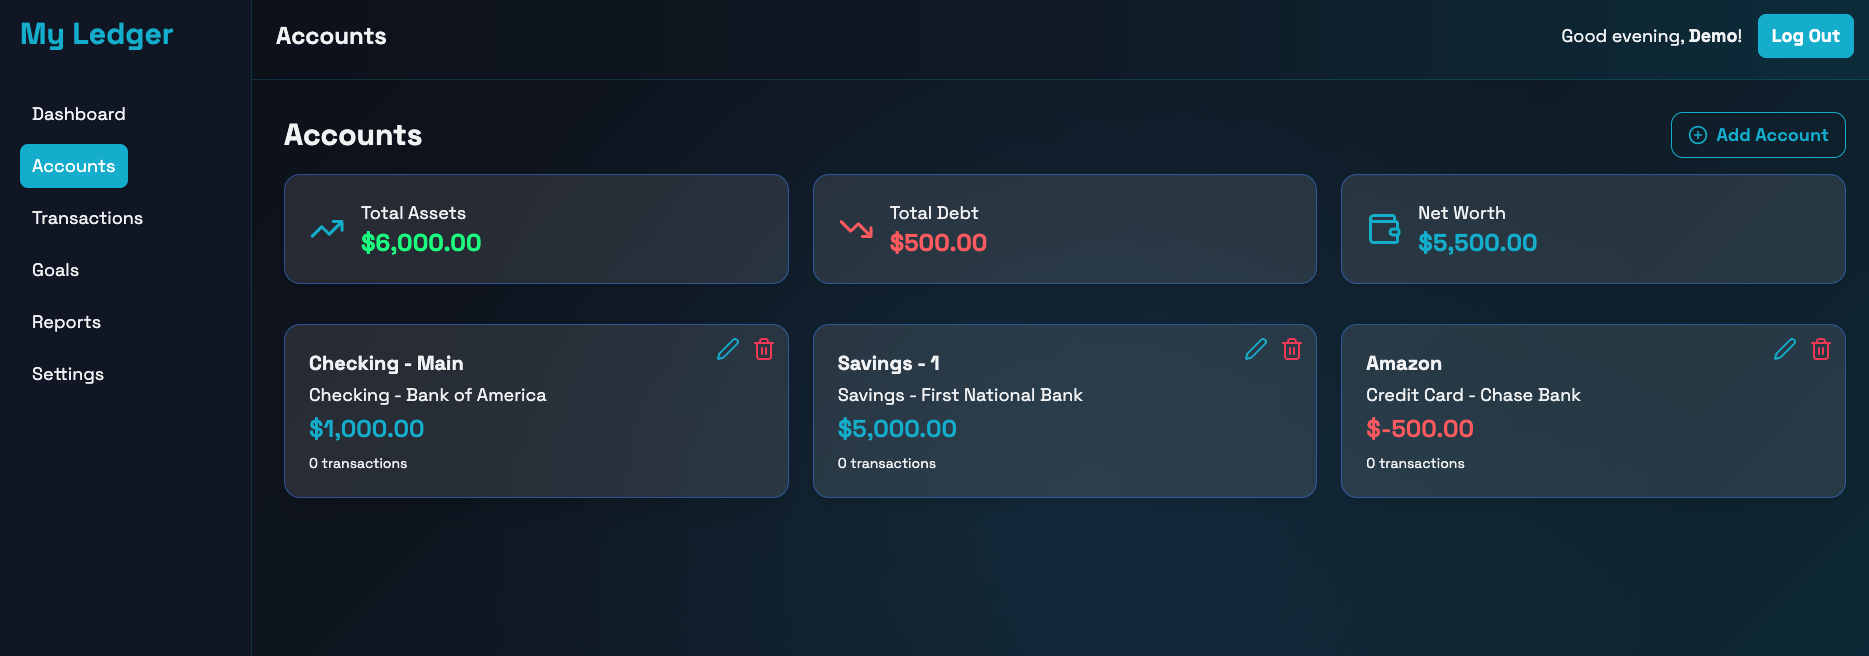 My Ledger
Accounts
Good evening, Demo!
Log Out
Dashboard
Accounts
Transactions
Goals
Reports
Settings
Accounts
Add Account
Total Assets
$6,000.00
Total Debt
$500.00
Net Worth
$5,500.00
Checking - Main
Checking - Bank of America
$1,000.00
0 transactions
Savings - 1
Savings - First National Bank
$5,000.00
0 transactions
Amazon
Credit Card - Chase Bank
$-500.00
0 transactions